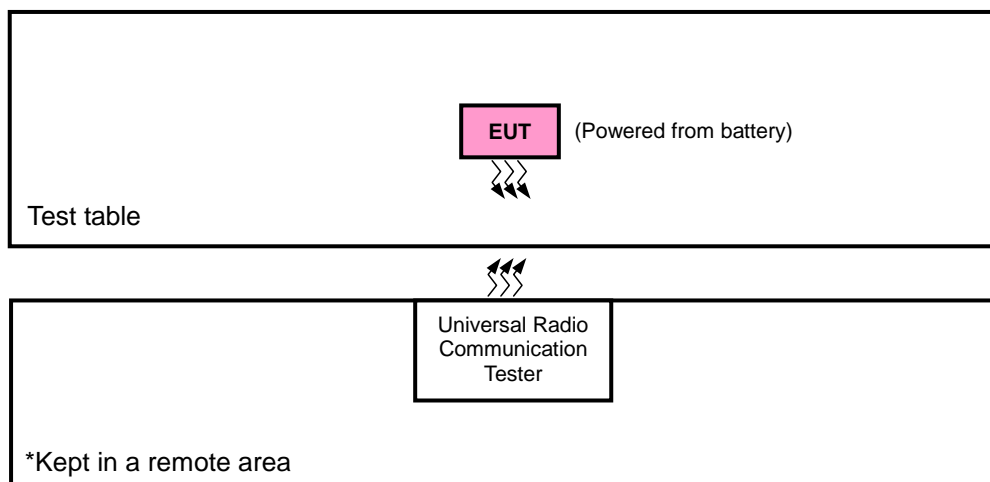 EUT
(Powered from battery)
Test table
Universal Radio
Communication
Tester
*Kept in a remote area